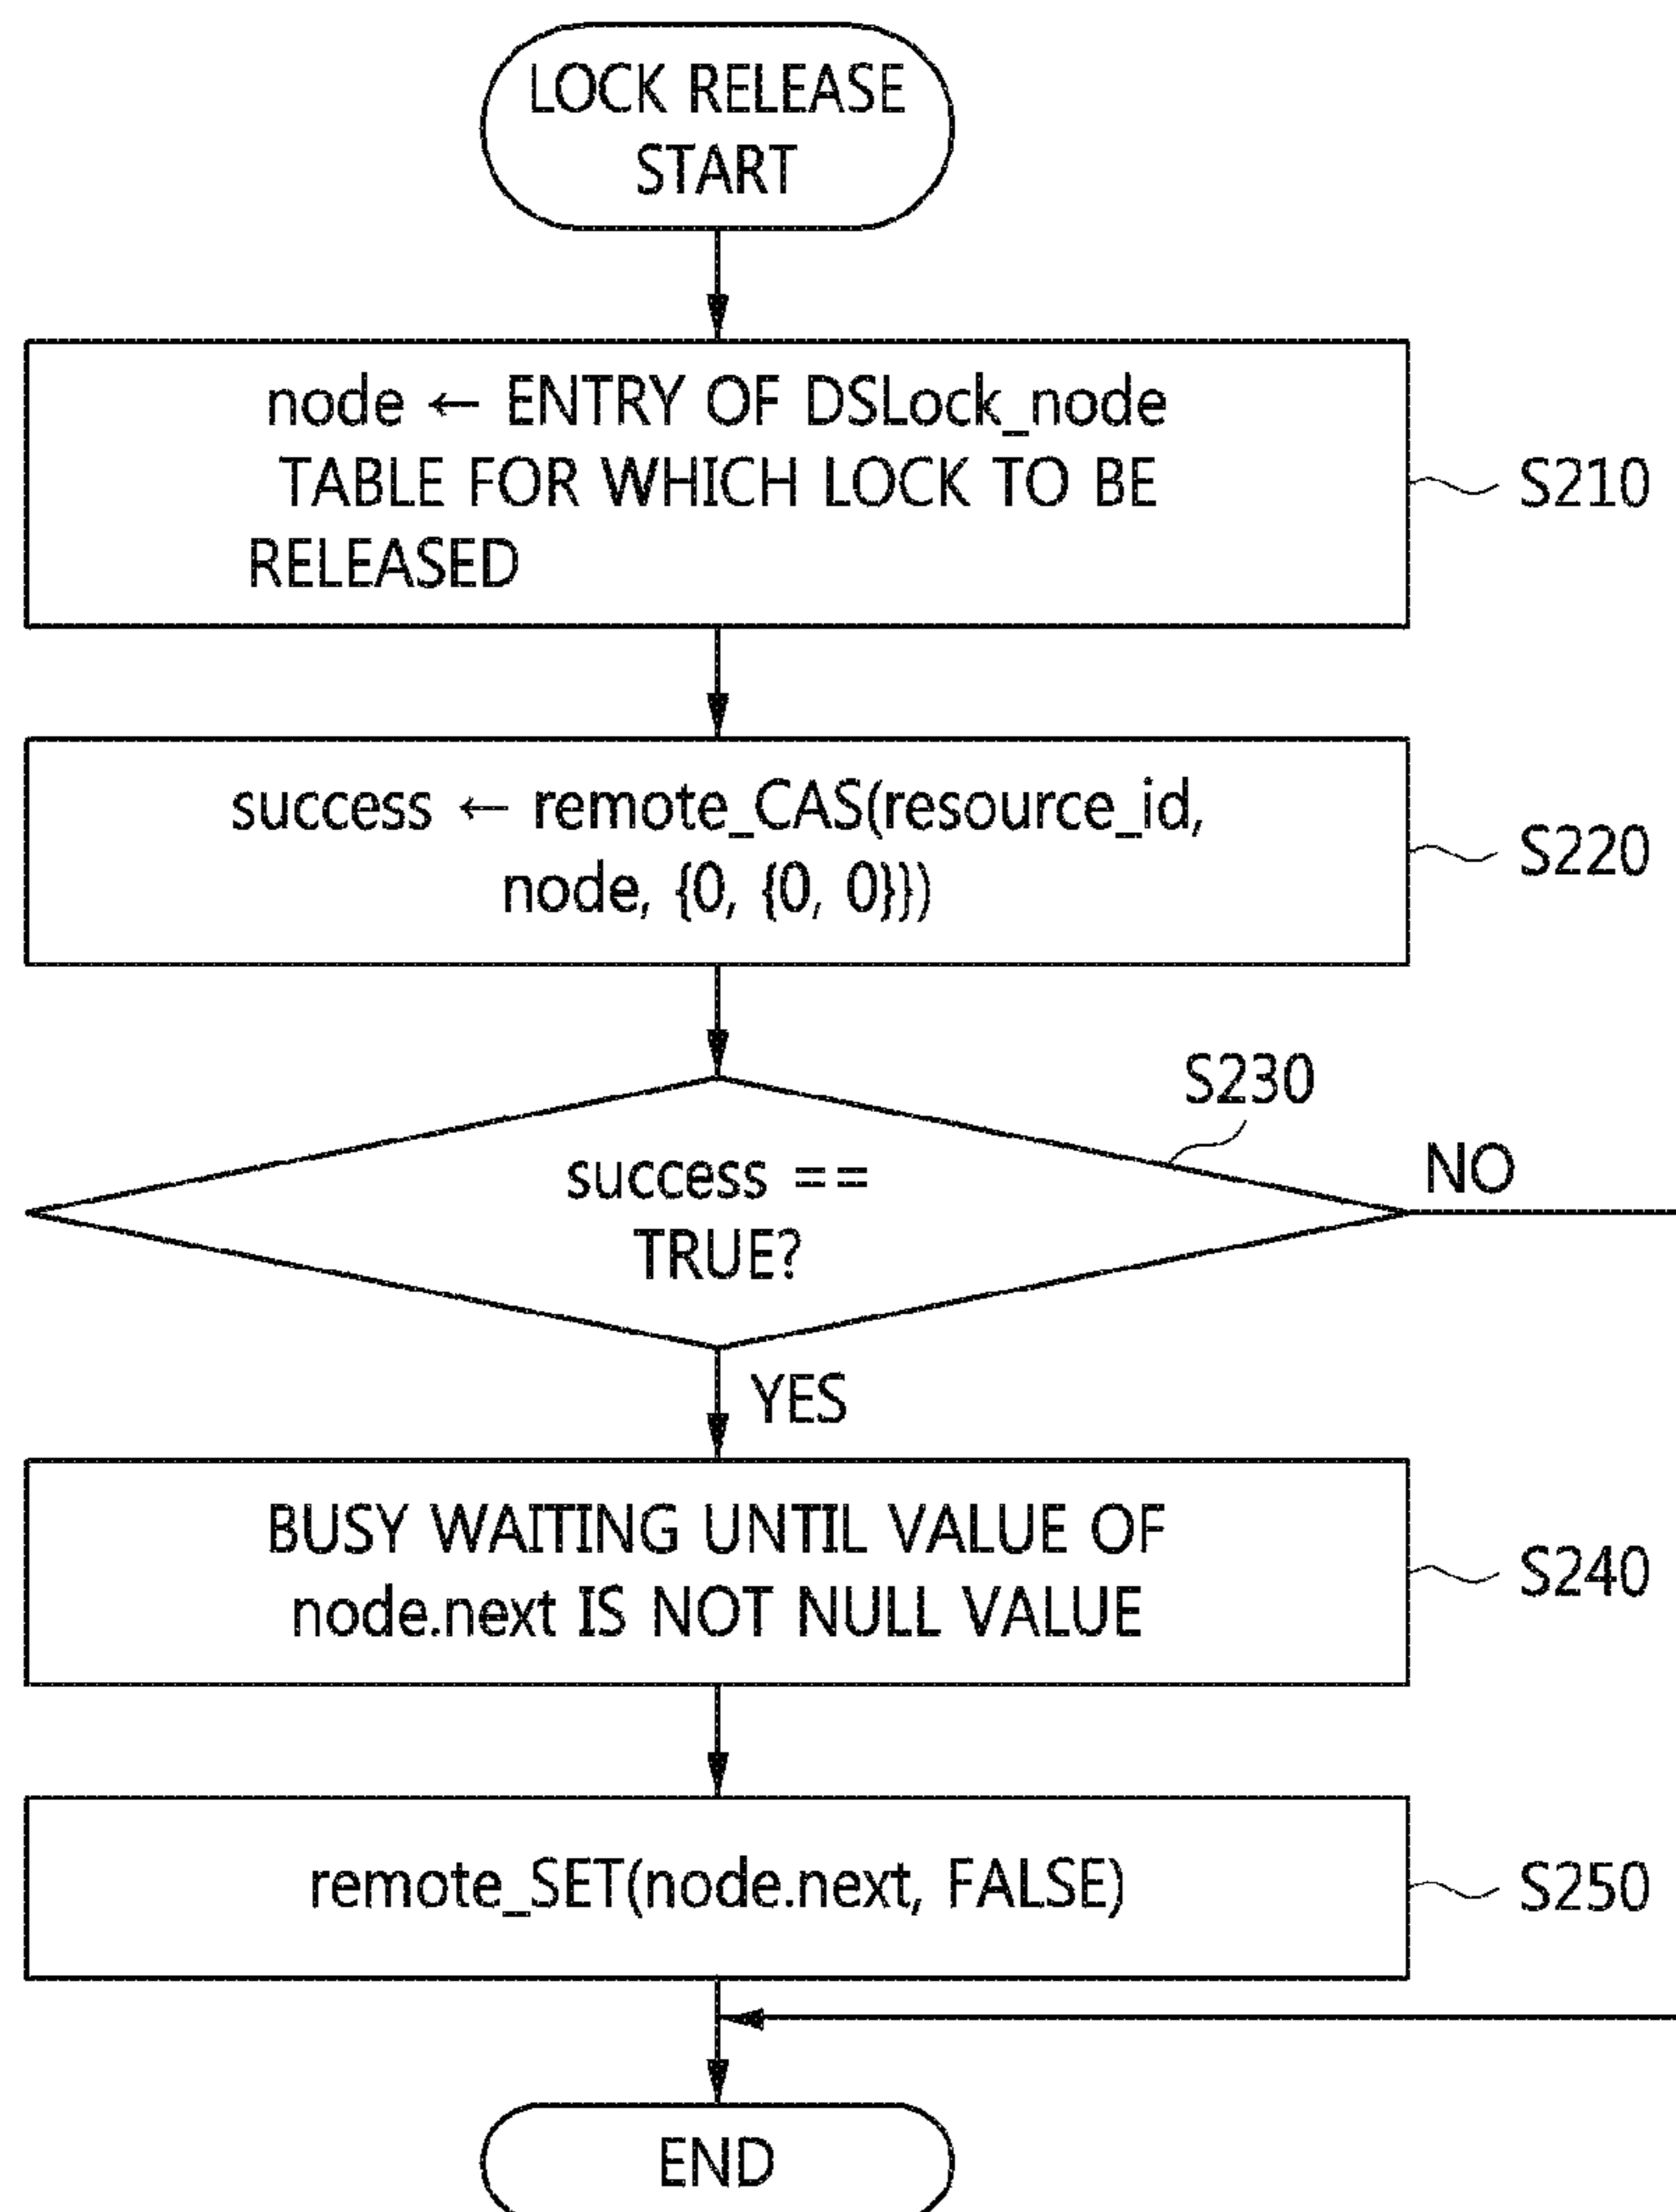 LOCK RELEASE
START
node ← ENTRY OF DSLock_node
TABLE FOR WHICH LOCK TO BE
RELEASED
S210
success ← remote_CAS(resource_id,
node, {0, {0, 0}})
S220
S230
success ==
TRUE?
NO
YES
BUSY WAITING UNTIL VALUE OF
node.next IS NOT NULL VALUE
S240
remote_SET(node.next, FALSE)
S250
END